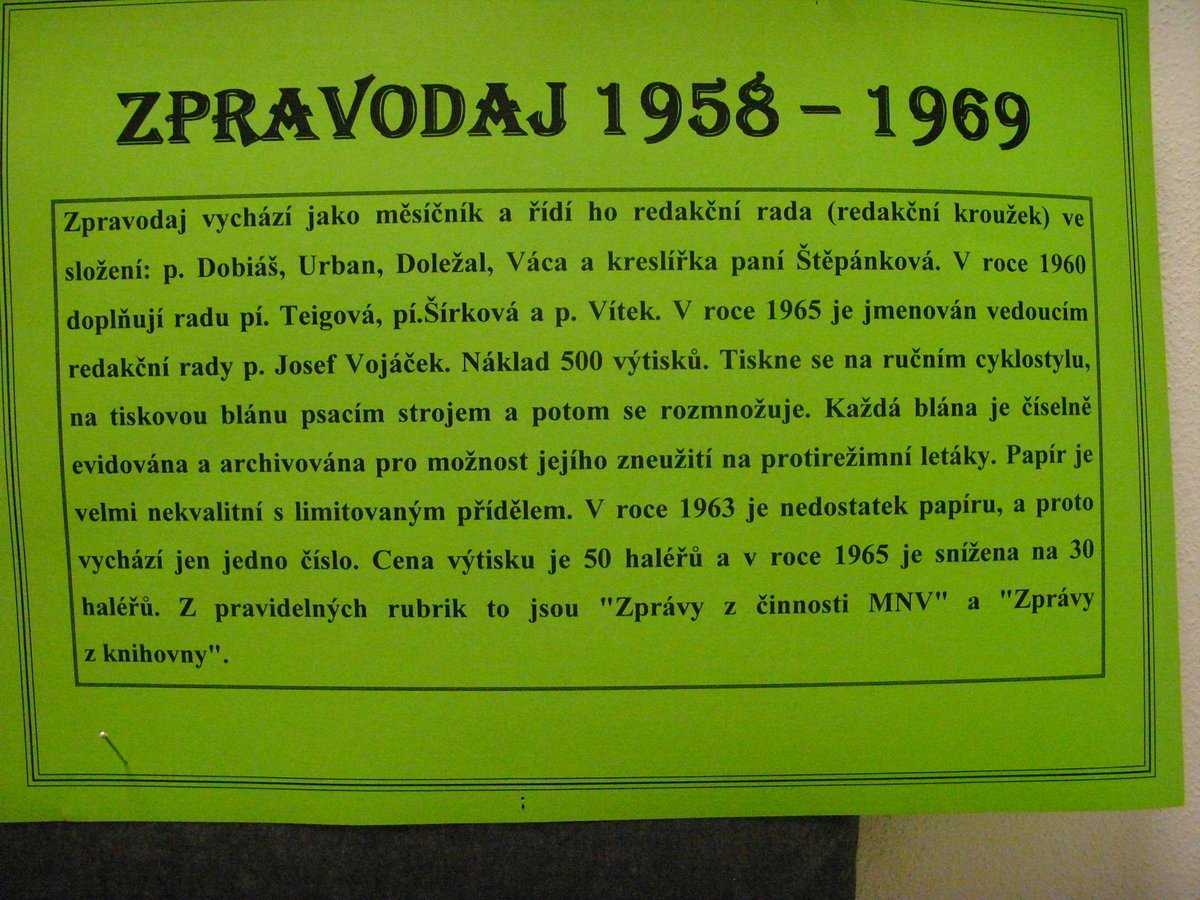 ZPRAVODAJ 1958 – 1969
Zpravodaj vychází jako měsíčník a řídí ho redakční rada (redakční kroužek) ve
složení: p. Dobiáš, Urban, Doležal, Váca a kreslířka paní Štěpánková. V roce 1960
doplňují radu pí. Teigová, pí.Šírková a p. Vítek. V roce 1965 je jmenován vedoucím
redakční rady p. Josef Vojáček. Náklad 500 výtisků. Tiskne se na ručním cyklostylu,
na tiskovou blánu psacím strojem a potom se rozmnožuje. Každá blána je číselně
evidována a archivována pro možnost jejího zneužití na protirežimní letáky. Papír je
velmi nekvalitní s limitovaným přídělem. V roce 1963 je nedostatek papíru, a proto
vychází jen jedno číslo. Cena výtisku je 50 haléřů a v roce 1965 je snížena na 30
haléřů. Z pravidelných rubrik to jsou "Zprávy z činnosti MNV" a "Zprávy
z knihovny".